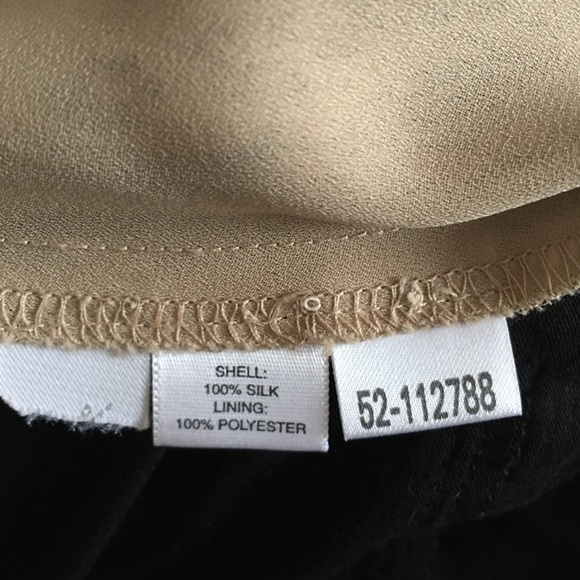 SHELL:
100% SILK
LINING:
100% POLYESTER
52-112788